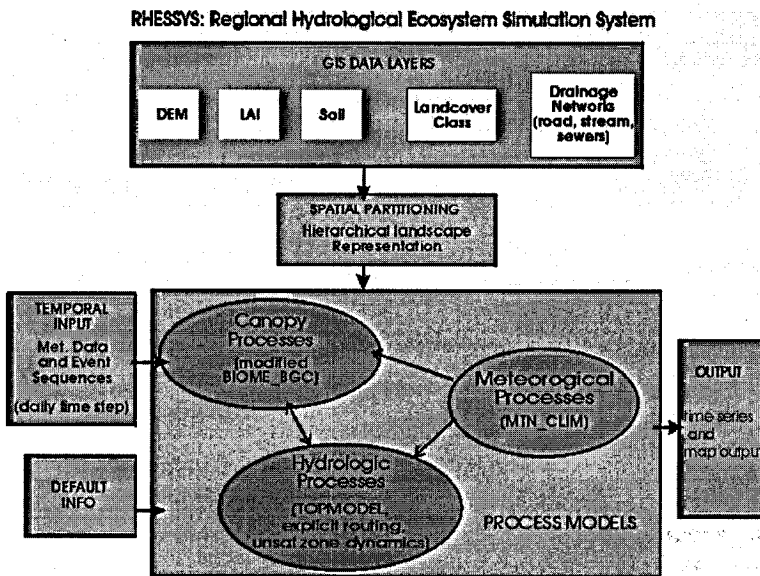 RHESSYS: Regional Hydrological Ecosystem Simulation System
GIS DATA LAYERS
DEM
LAI
Soil
Landcover
Class
Drainage
Networks
(road, stream,
sewers)
SPATIAL PARTITIONING
Hierarchical landscape
Representation
TEMPORAL
INPUT
Met. Data
and Event
Sequences
(daily time step)
DEFAULT
INFO
Canopy
Processes
(modified
BIOME_BGC)
Meteorogical
Processes
(MTN_CLIM)
Hydrologic
Processes
(TOPMODEL,
explicit routing,
unsat zone dynamics)
PROCESS MODELS
OUTPUT
time series
and
map output